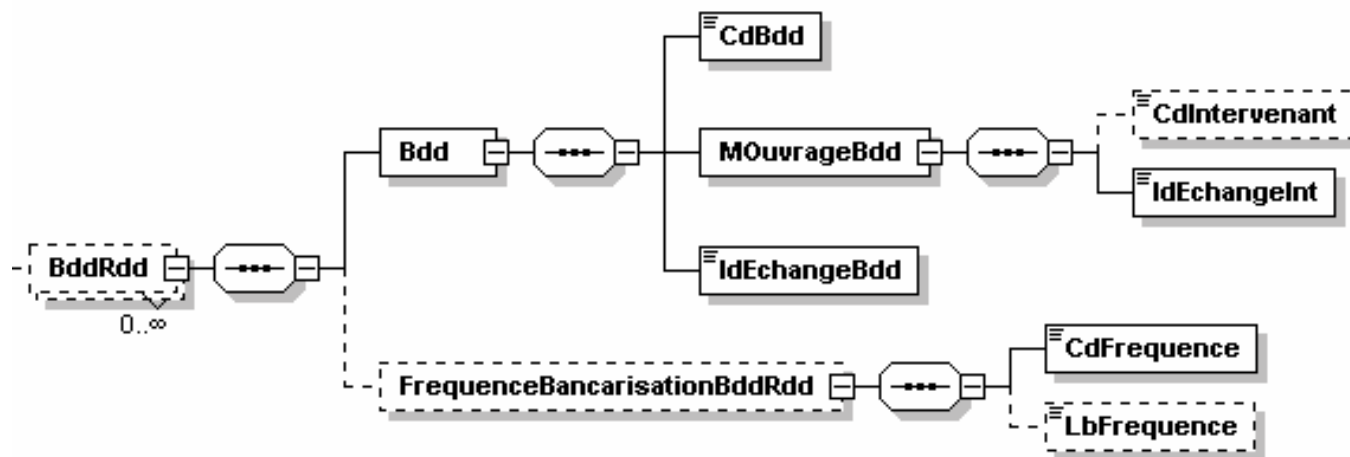 CdBdd
CdIntervenant
Bdd
MOuvrageBdd
IdEchangeInt
BddRdd
IdEchangeBdd
0..∞
CdFrequence
FrequenceBancarisationBddRdd
LbFrequence